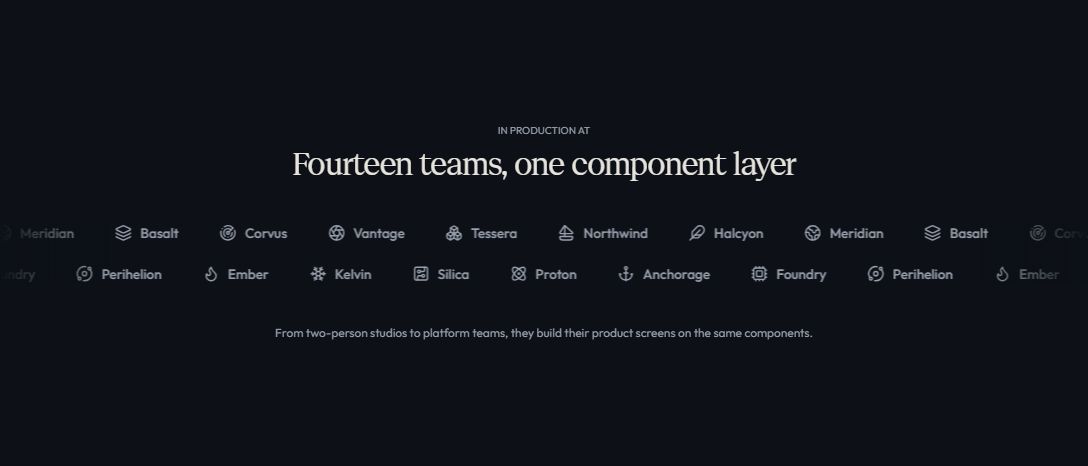 IN PRODUCTION AT
Fourteen teams, one component layer
Meridian Basalt Corvus Vantage Tessera Northwind Halcyon Meridian Basalt
Perihelion Ember Kelvin Silica Proton Anchorage Foundry Perihelion Ember
From two-person studios to platform teams, they build their product screens on the same components.